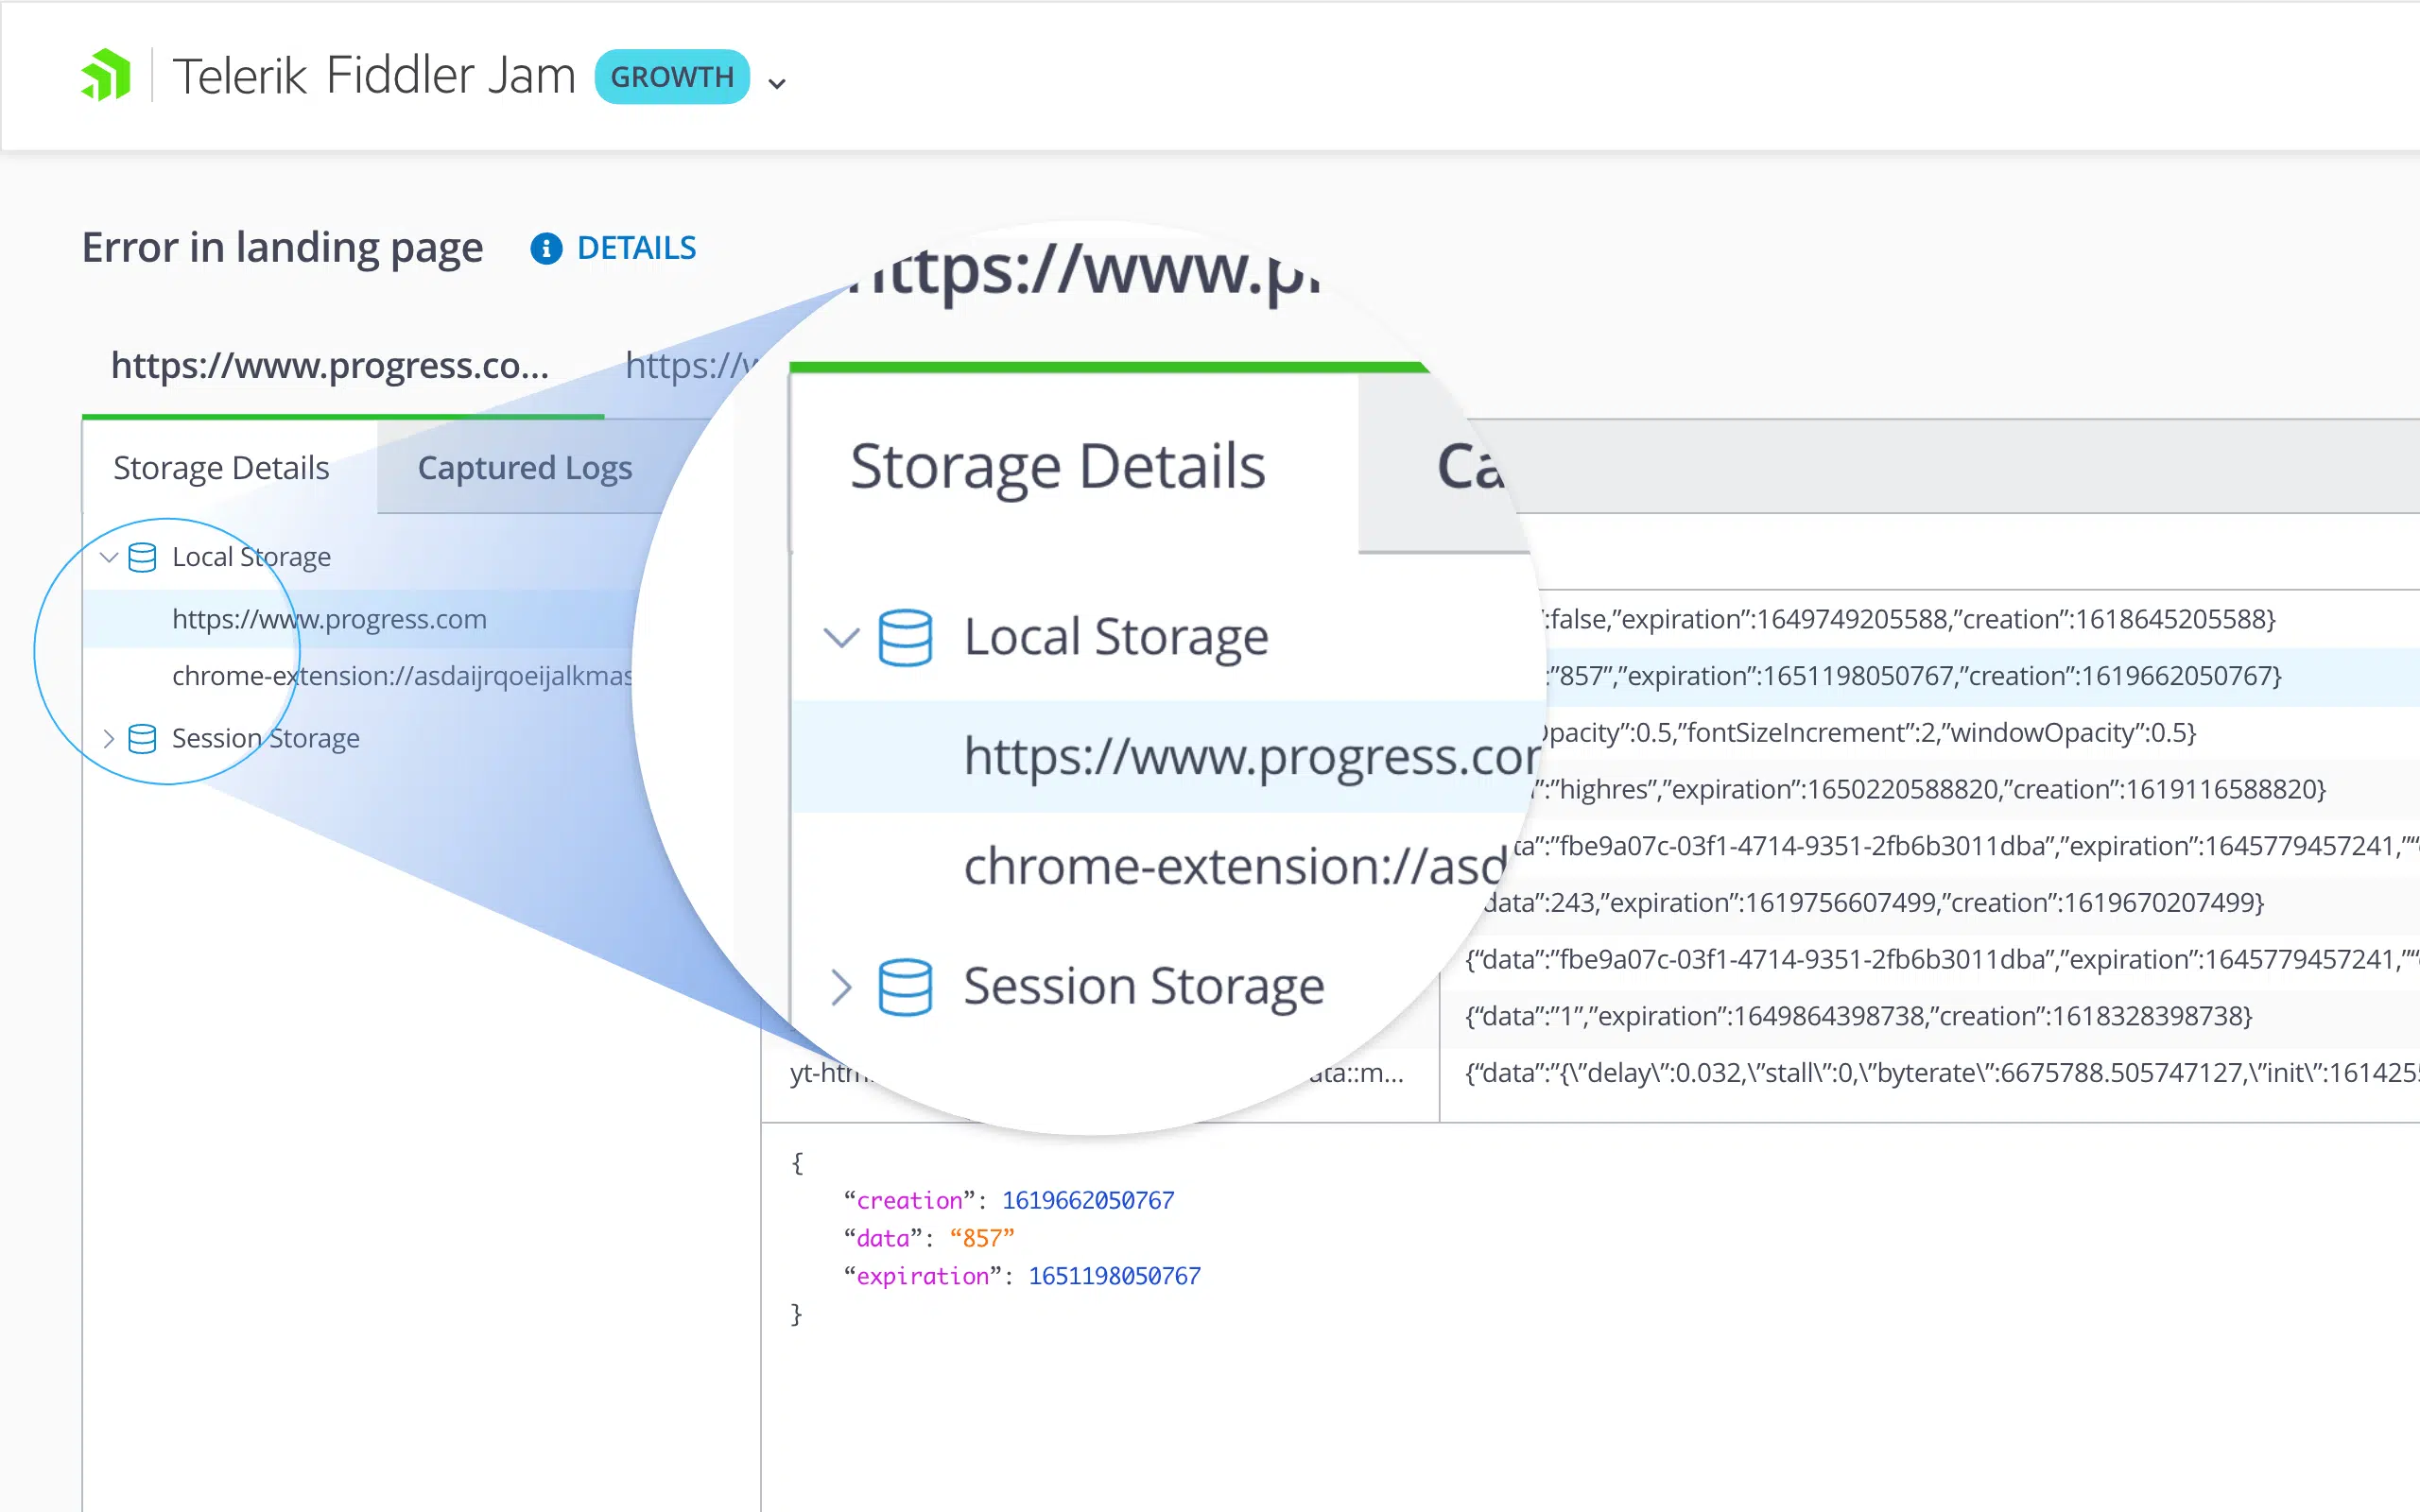 Telerik Fiddler Jam GROWTH
Error in landing page DETAILS
https://www.progress.co...
https://
Storage Details
Captured Logs
Local Storage
https://www.progress.com
chrome-extension://asdaijrqoeijalkmas
Session Storage
ttps://www.p
Storage Details
Ca
Local Storage
https://www.progress.co
chrome-extension://asd
Session Storage
:false,”expiration”:1649749205588,”creation”:1618645205588}
:”857”,”expiration”:1651198050767,”creation”:1619662050767}
pacity”:0.5,”fontSizeIncrement”:2,”windowOpacity”:0.5}
”:”highres”,”expiration”:1650220588820,”creation”:1619116588820}
ta”:”fbe9a07c-03f1-4714-9351-2fb6b3011dba”,”expiration”:1645779457241,”“
data”:243,”expiration”:1619756607499,”creation”:1619670207499}
{“data”:”fbe9a07c-03f1-4714-9351-2fb6b3011dba”,”expiration”:1645779457241,”“
{“data”:”1”,”expiration”:1649864398738,”creation”:1618328398738}
yt-htm
ata::m...
{“data”:”{\”delay\”:0.032,\”stall\”:0,\”byterate\”:6675788.505747127,\”init\”:161425
{
“creation”: 1619662050767
“data”: “857”
“expiration”: 1651198050767
}